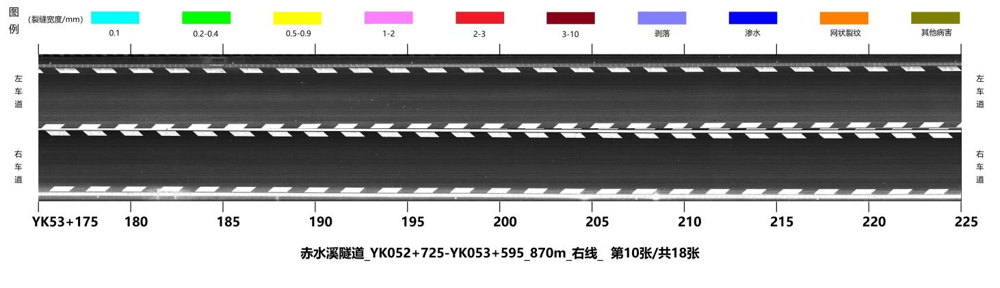 图例
(裂缝宽度/mm)
0.1 0.2-0.4 0.5-0.9 1-2 2-3 3-10 剥落 渗水 网状裂纹 其他病害
左车道 左车道
右车道 右车道
YK53+175 180 185 190 195 200 205 210 215 220 225
赤水溪隧道_YK052+725-YK053+595_870m_右线_ 第10张/共18张